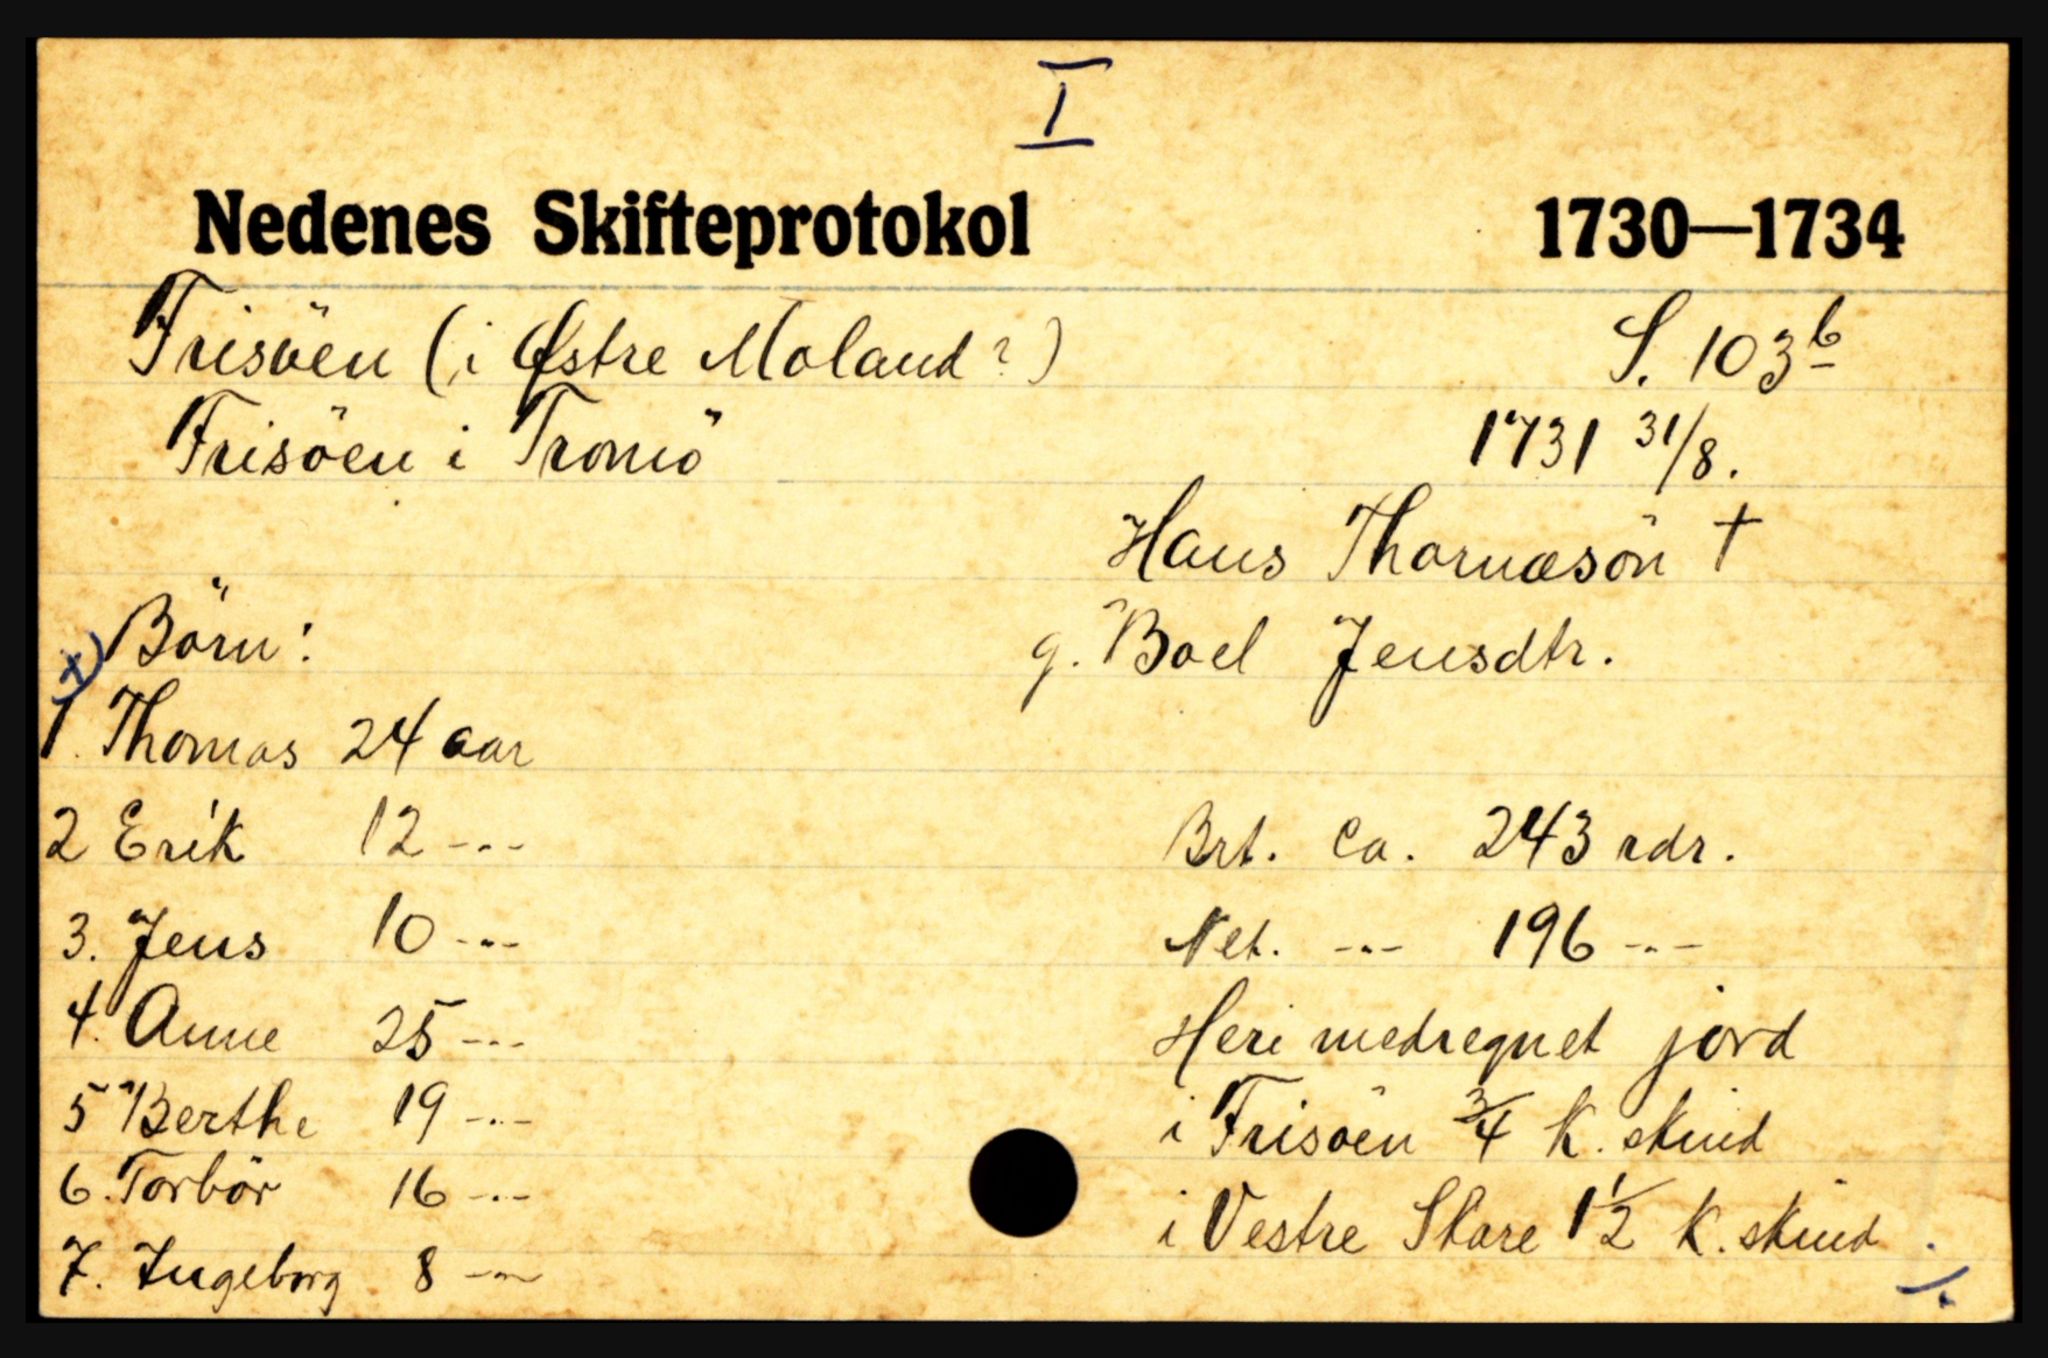 I
Nedenes Skifteprotokol 1730—1734
Frisöen (i Østre Moland?) S. 103b
Frisöen i Tromö 1731 31/8.
Hans Thomæsön †
Börn: g. Boel Jensdtr.
1. Thomas 24 aar
2 Erik 12 -"- Brt. Ca. 243 rdr.
3. Jens 10 -"- Net. -"- 196 -"-
4. Anne 25 -"- Heri medregnet jord
5 Berthe 19 -"- i Frisöen 3/4 K. skind
6. Torbör 16 -"- i Vestre Skare 1 1/2 K. skind.
7. Ingeborg 8 -"-